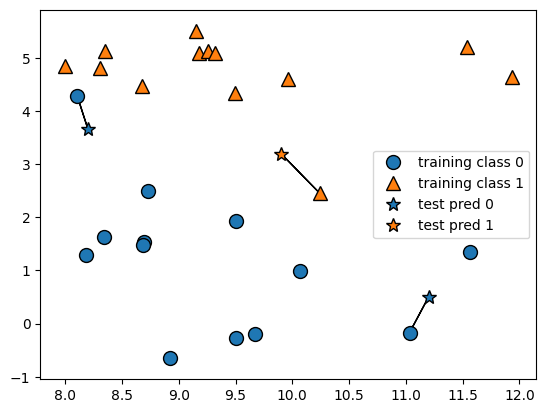 5
4
3
2
1
0
−1
training class 0
training class 1
test pred 0
test pred 1
8.0 8.5 9.0 9.5 10.0 10.5 11.0 11.5 12.0